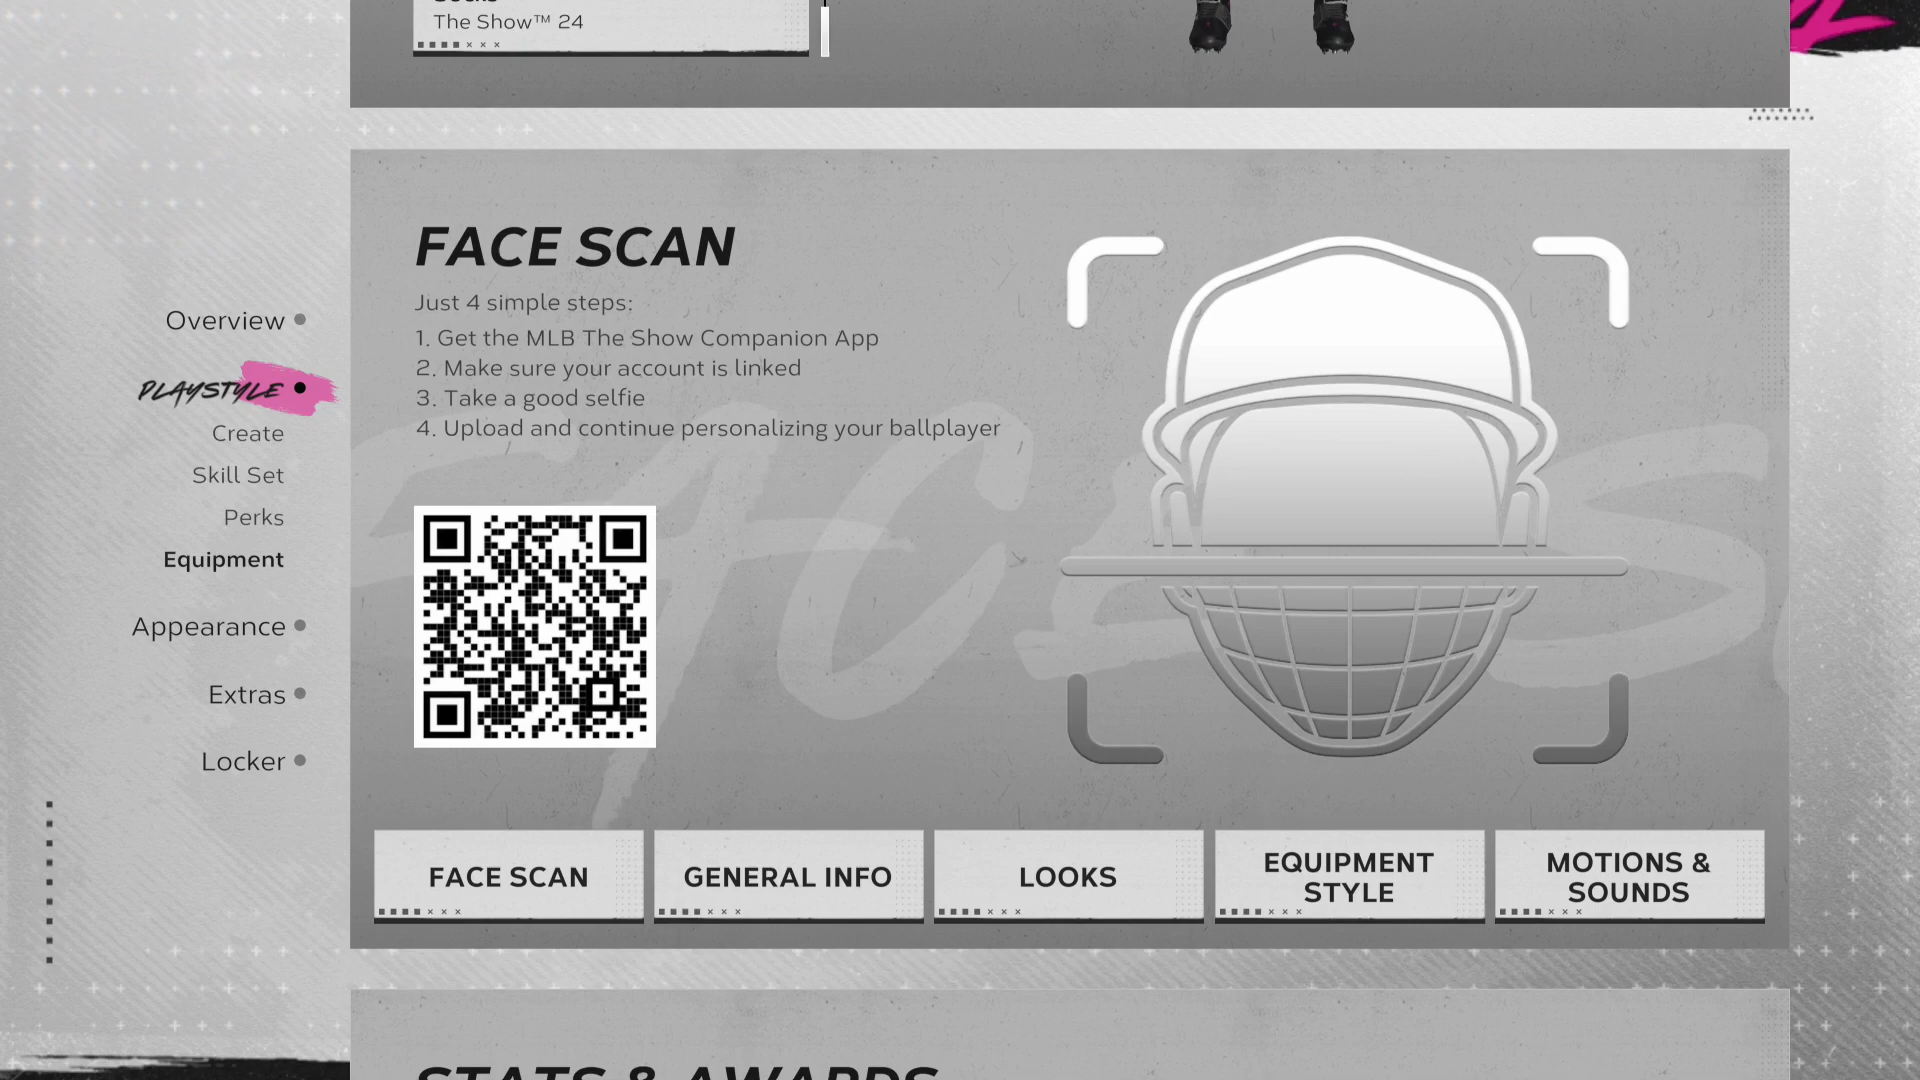 The Show™ 24
FACE SCAN
Just 4 simple steps:
1. Get the MLB The Show Companion App
2. Make sure your account is linked
3. Take a good selfie
4. Upload and continue personalizing your ballplayer
Overview
PLAYSTYLE
Create
Skill Set
Perks
Equipment
Appearance
Extras
Locker
FACE SCAN
GENERAL INFO
LOOKS
EQUIPMENT
STYLE
MOTIONS &
SOUNDS
STATS & AWARDS